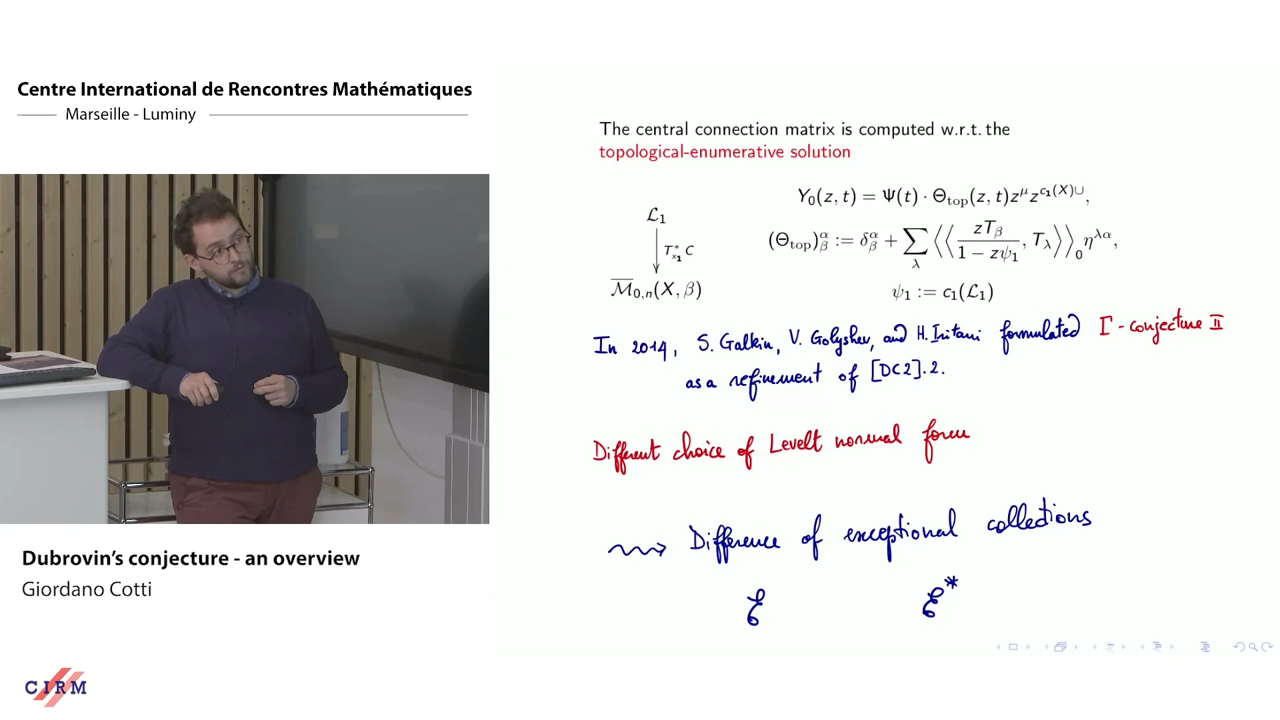 Centre International de Rencontres Mathématiques
Marseille - Luminy
The central connection matrix is computed w.r.t. the
topological-enumerative solution
Y₀(z, t) = Ψ(t) · Θ_top(z, t)z^μ z^{c₁(X)∪},
(Θ_top)^α_β := δ^α_β + ∑_λ ⟨⟨ zT_β / (1 − zψ₁), T_λ ⟩⟩₀ η^{λα},
ψ₁ := c₁(ℒ₁)
ℒ₁
T*_{x₁} C
M̅₀,ₙ(X, β)
In 2014, S. Galkin, V. Golyshev, and H. Iritani formulated Γ-conjecture II
as a refinement of [DC2].2.
Different choice of Levelt normal form
⇝ Difference of exceptional collections
ℰ ℰ*
Dubrovin's conjecture - an overview
Giordano Cotti
CIRM